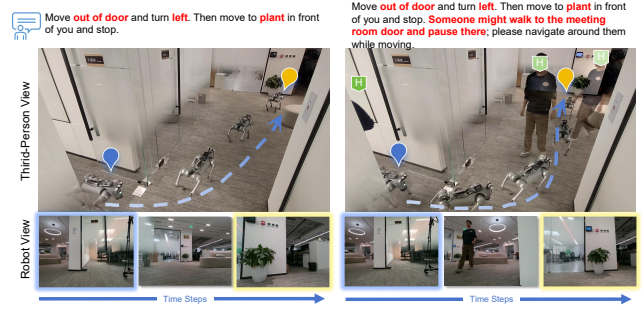 Move out of door and turn left. Then move to plant in front
of you and stop.
Move out of door and turn left. Then move to plant in front
of you and stop. Someone might walk to the meeting
room door and pause there; please navigate around them
while moving.
Thirid-Person View
H
H
H
Robot View
Time Steps
Time Steps